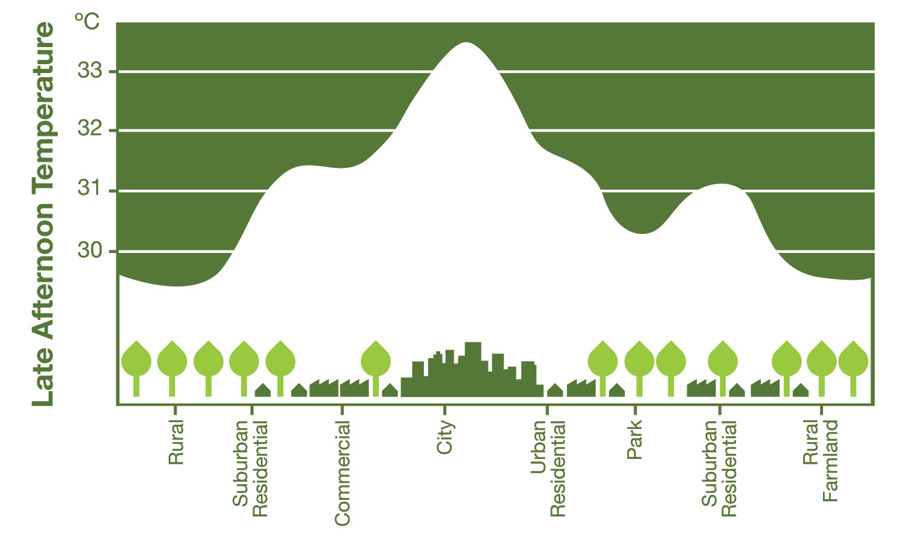 ºC
Late Afternoon Temperature
33
32
31
30
Rural
Suburban
Residential
Commercial
City
Urban
Residential
Park
Suburban
Residential
Rural
Farmland